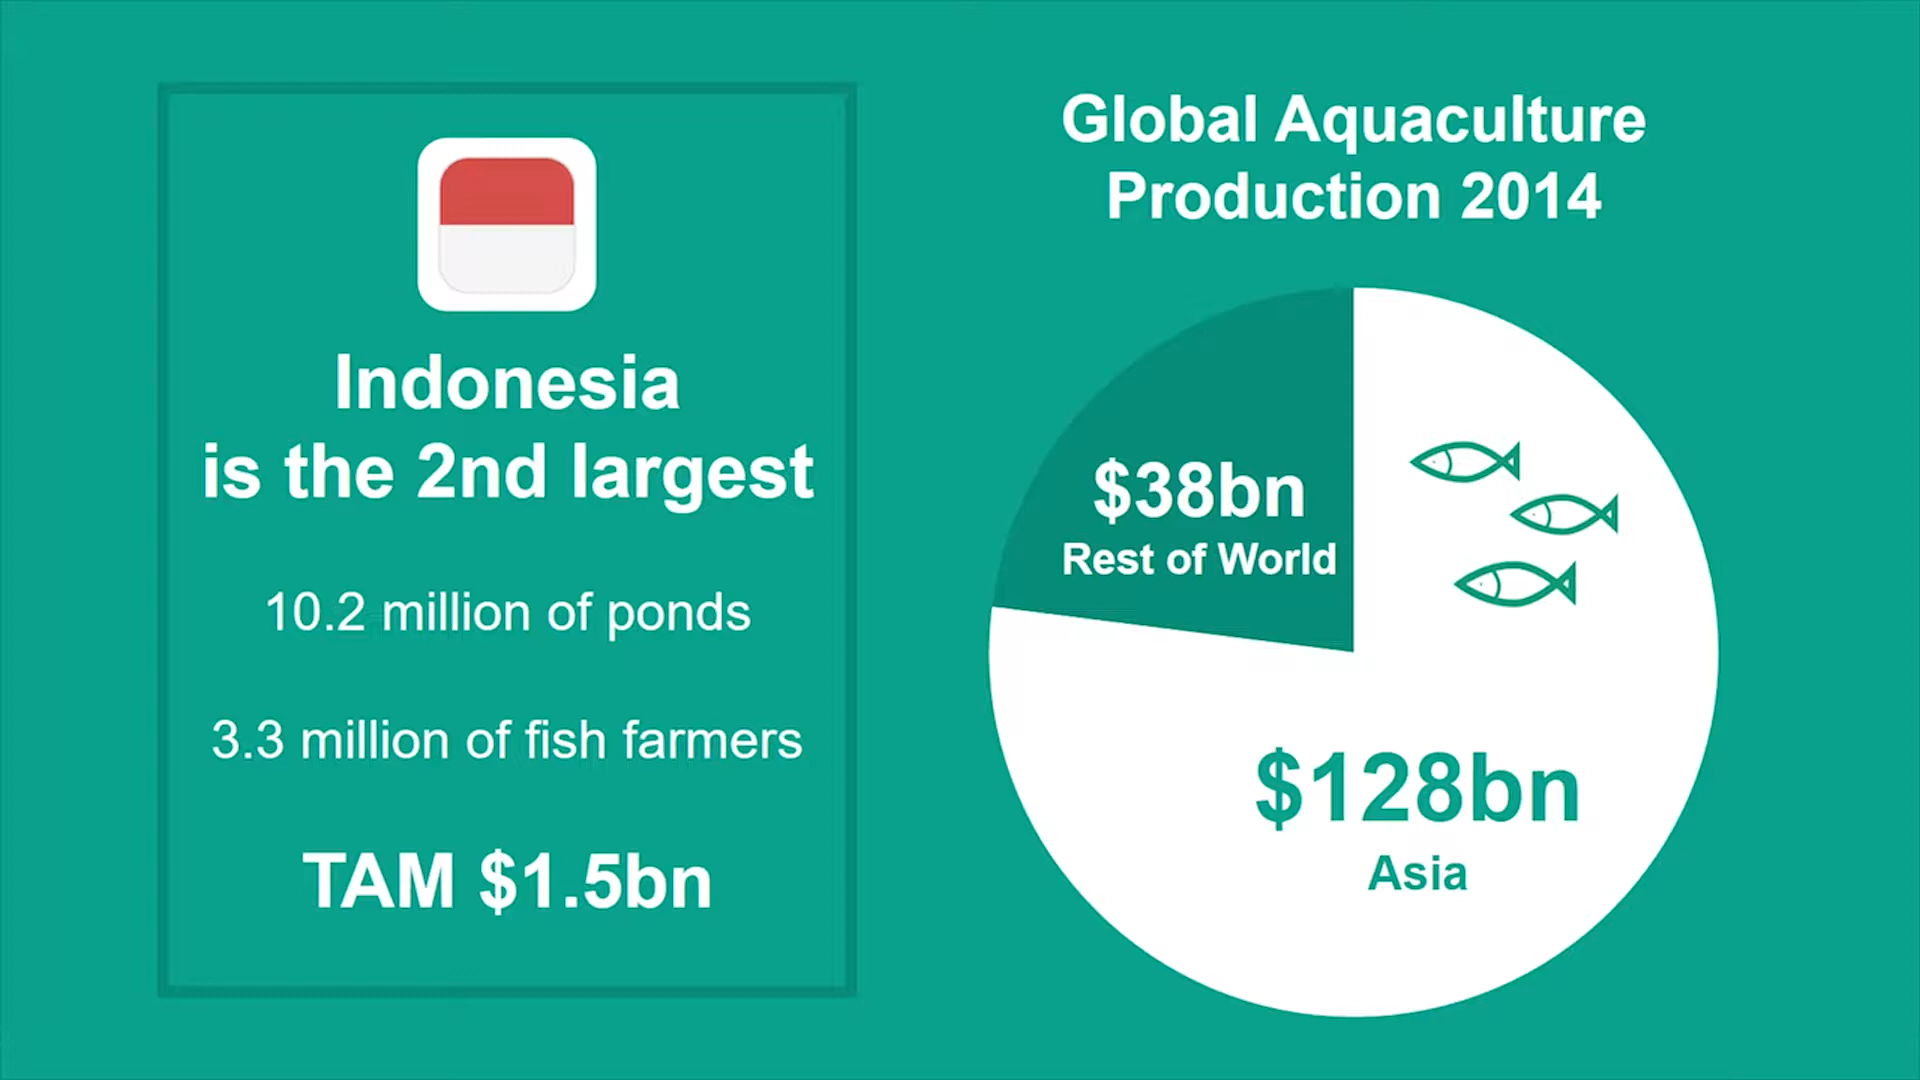 Indonesia
is the 2nd largest
10.2 million of ponds
3.3 million of fish farmers
TAM $1.5bn
Global Aquaculture
Production 2014
$38bn
Rest of World
$128bn
Asia